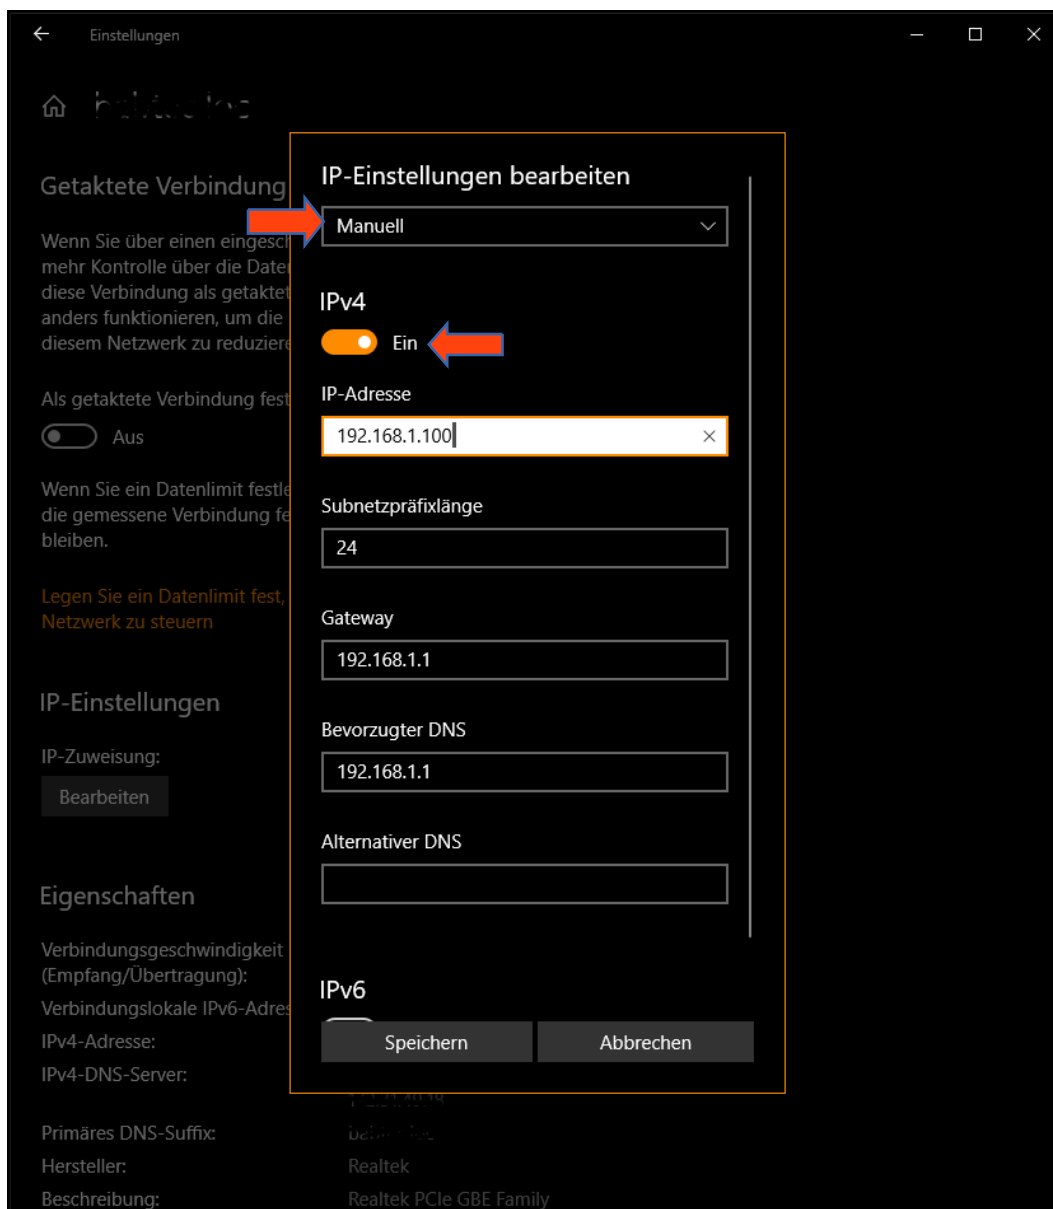 Einstellungen
Getaktete Verbindung
Wenn Sie über einen eingesch
mehr Kontrolle über die Daten
diese Verbindung als getaktet
anders funktionieren, um die
diesem Netzwerk zu reduziere
Als getaktete Verbindung fest
Aus
Wenn Sie ein Datenlimit festle
die gemessene Verbindung fe
bleiben.
Legen Sie ein Datenlimit fest,
Netzwerk zu steuern
IP-Einstellungen
IP-Zuweisung:
Bearbeiten
Eigenschaften
Verbindungsgeschwindigkeit
(Empfang/Übertragung):
Verbindungslokale IPv6-Adres
IPv4-Adresse:
IPv4-DNS-Server:
Primäres DNS-Suffix:
Hersteller: Realtek
Beschreibung: Realtek PCIe GBE Family
IP-Einstellungen bearbeiten
Manuell
IPv4
Ein
IP-Adresse
192.168.1.100
Subnetzpräfixlänge
24
Gateway
192.168.1.1
Bevorzugter DNS
192.168.1.1
Alternativer DNS
IPv6
Speichern
Abbrechen